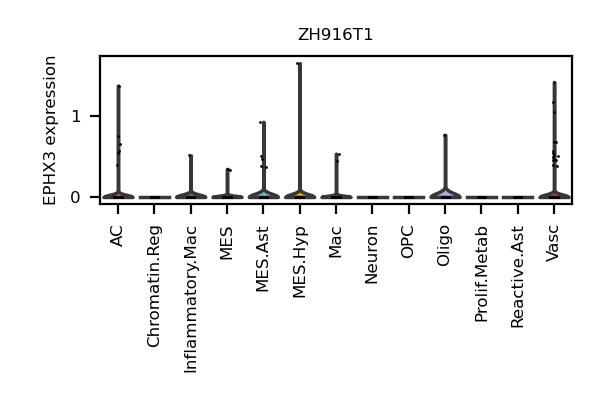 ZH916T1
EPHX3 expression
1
0
AC
Chromatin.Reg
Inflammatory.Mac
MES
MES.Ast
MES.Hyp
Mac
Neuron
OPC
Oligo
Prolif.Metab
Reactive.Ast
Vasc